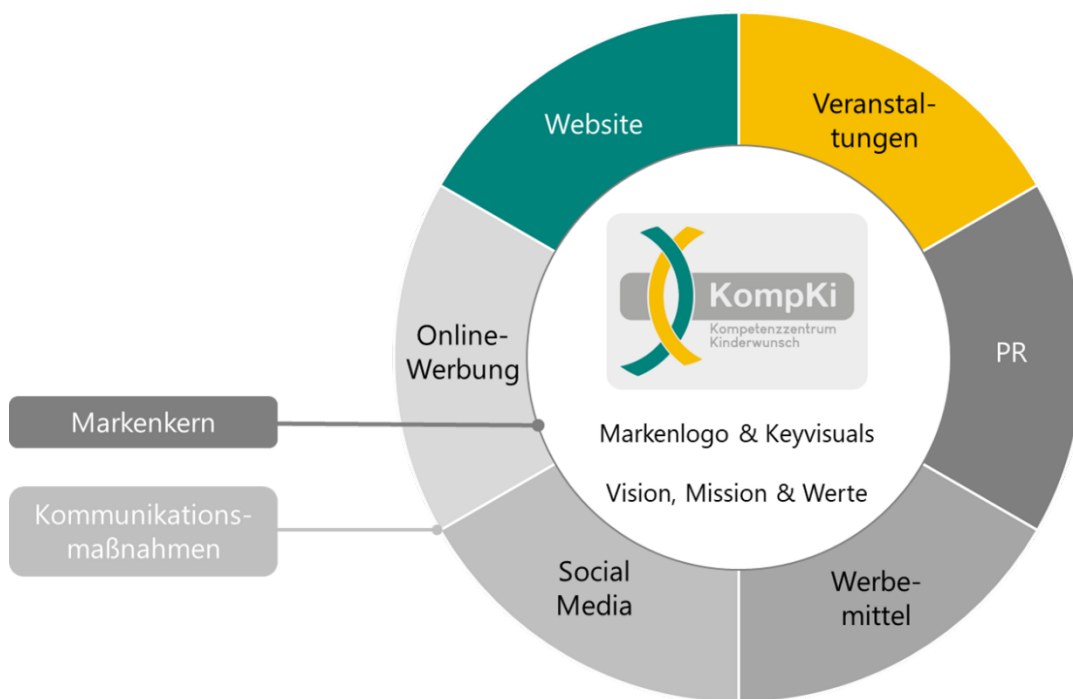 Website
Veranstal-
tungen
PR
Werbe-
mittel
Social
Media
Online-
Werbung
KompKi
Kompetenzzentrum
Kinderwunsch
Markenlogo & Keyvisuals
Vision, Mission & Werte
Markenkern
Kommunikations-
maßnahmen